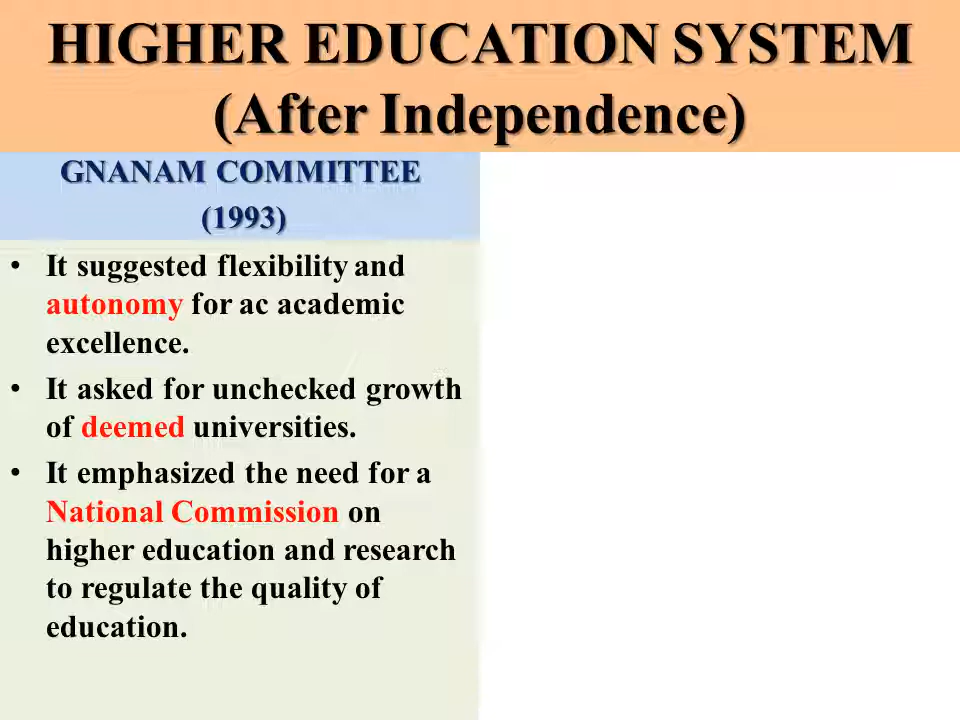 HIGHER EDUCATION SYSTEM
(After Independence)
GNANAM COMMITTEE
(1993)
• It suggested flexibility and
autonomy for ac academic
excellence.
• It asked for unchecked growth
of deemed universities.
• It emphasized the need for a
National Commission on
higher education and research
to regulate the quality of
education.